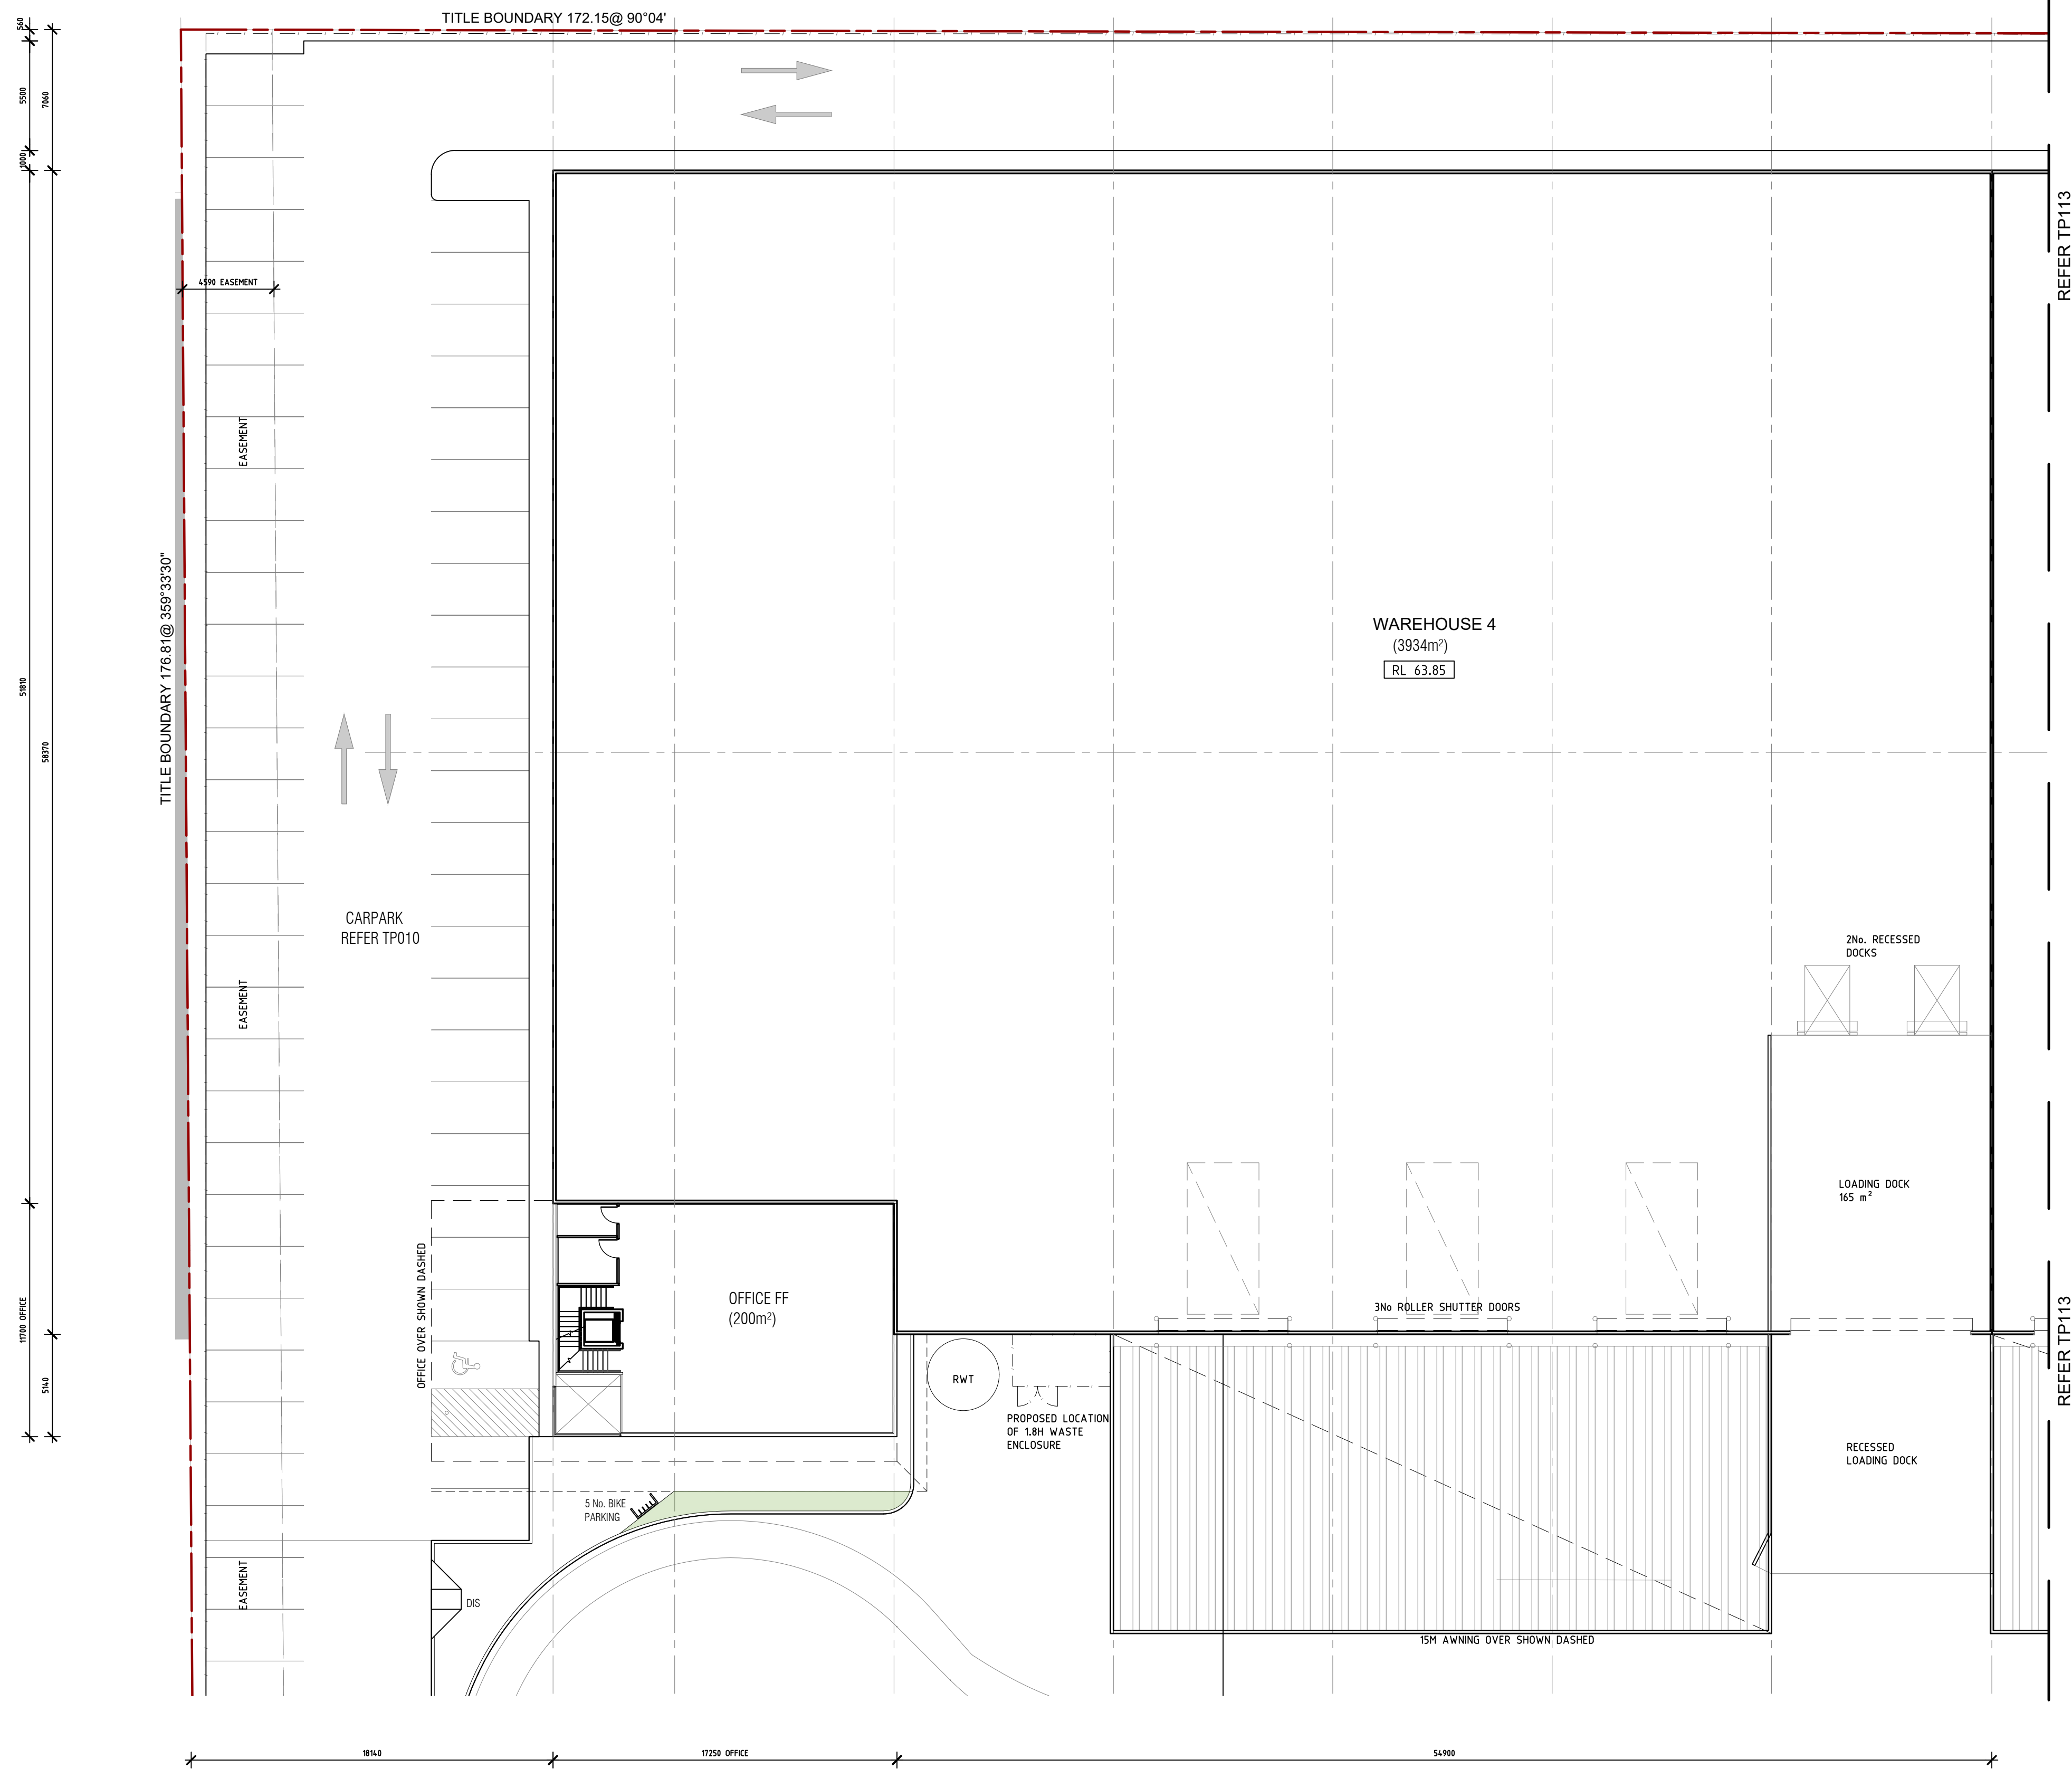 TITLE BOUNDARY 172.15@ 90°04'
560
5500
7060
1000
REFER TP113
4590 EASEMENT
EASEMENT
TITLE BOUNDARY 176.81@ 359°33'30"
WAREHOUSE 4
(3934m²)
RL 63.85
51810
58370
CARPARK
REFER TP010
2No. RECESSED
DOCKS
EASEMENT
LOADING DOCK
165 m²
OFFICE OVER SHOWN DASHED
OFFICE FF
(200m²)
3No ROLLER SHUTTER DOORS
11700 OFFICE
5140
RWT
REFER TP113
PROPOSED LOCATION
OF 1.8H WASTE
ENCLOSURE
RECESSED
LOADING DOCK
5 No. BIKE
PARKING
EASEMENT
DIS
15M AWNING OVER SHOWN DASHED
18140
17250 OFFICE
54900